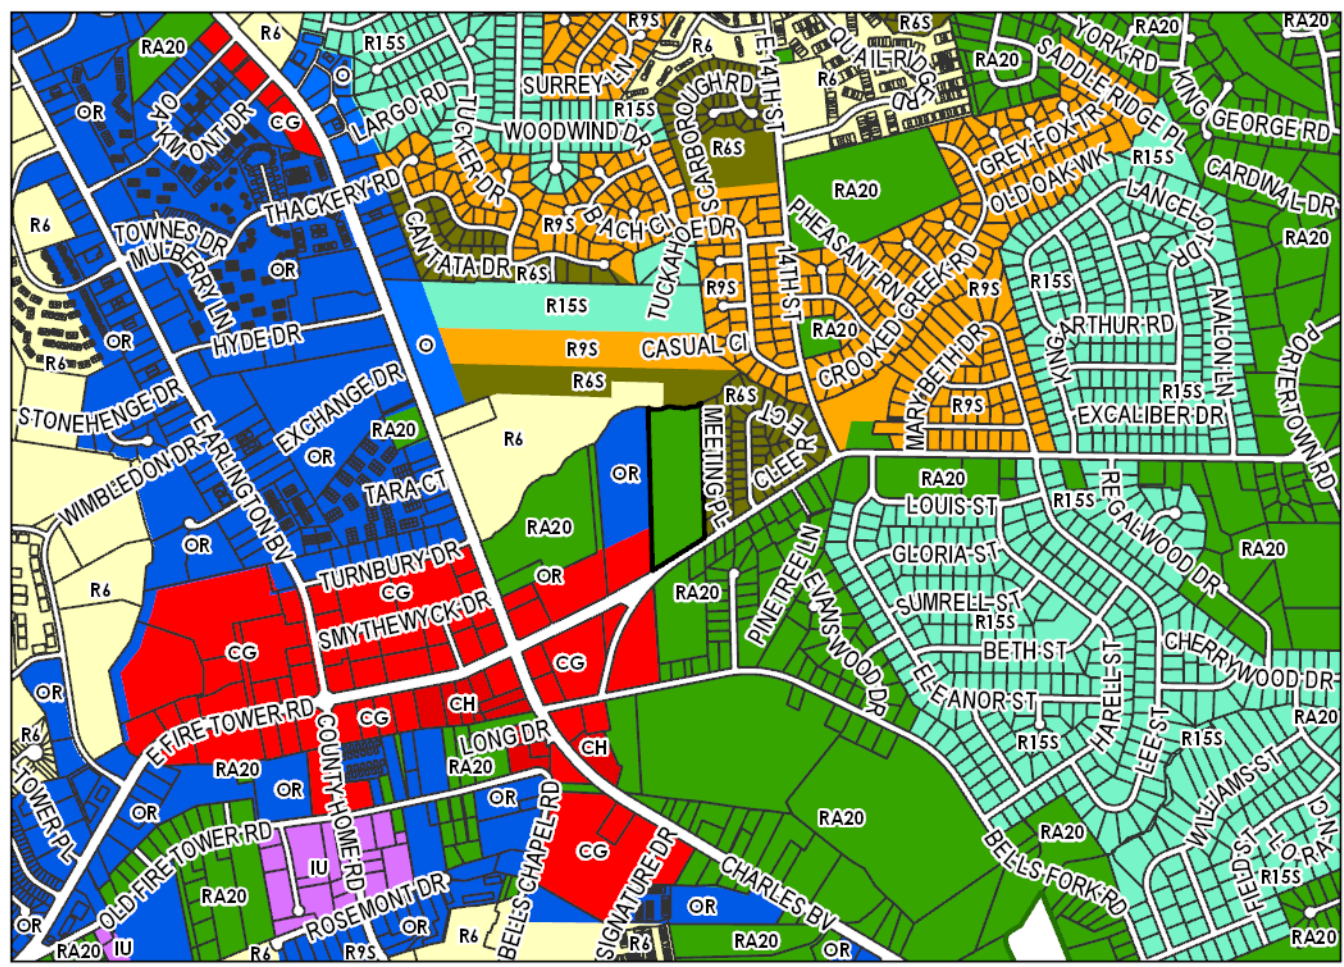 RA20
R6
R15S
R9S
R6
R6S
RA20
YORK RD
RA20
RA20
SADDLE RIDGE PL
O
SURREY LN
E 14TH ST
QUAIL RIDGE RD
R6
KING GEORGE RD
OR
OAKMONT DR
CG
LARGO RD
TUCKER DR
R15S
WOODWIND DR
SCARBOROUGH RD
R6S
GREY FOX TR
R15S
THACKERY RD
RA20
OLD OAK WK
LANCELOT DR
CARDINAL DR
R6
TOWNES DR
MULBERRY LN
OR
CANTATA DR
R9S
BACH CI
TUCKAHOE DR
PHEASANT RN
RA20
R6S
R15S
R9S
14TH ST
CROOKED CREEK RD
R9S
R15S
AVALON LN
OR
HYDE DR
O
R9S
CASUAL CI
RA20
KING ARTHUR RD
PORTERTOWN RD
R6
STONEHENGE DR
E ARLINGTON BV
EXCHANGE DR
R6S
R6S
MARY BETH DR
R9S
R15S
EXCALIBER DR
WIMBLEDON DR
OR
RA20
R6
MEETING PL
CLEERE CT
TARA CT
OR
RA20
LOUIS ST
R15S
REGALWOOD DR
OR
RA20
GLORIA ST
RA20
R6
TURNBURY DR
CG
OR
RA20
PINETREE LN
EVANSWOOD DR
SUMRELL ST
R15S
SMYTHEWYCK DR
CG
CG
BETH ST
CHERRYWOOD DR
OR
ELEANOR ST
HARELL ST
R6
E FIRE TOWER RD
CG
CH
RA20
COUNTY HOME RD
LONG DR
CH
R15S
LEE ST
R15S
RA20
RA20
OR
OR
WILLIAMS ST
TOWER PL
OR
OLD FIRE TOWER RD
RA20
RA20
LORAN CI
IU
BELLS CHAPEL RD
CG
SIGNATURE DR
CHARLES BV
BELLS FORK RD
FIELD ST
R15S
RA20
ROSEMONT DR
OR
OR
OR
RA20
IU
R6
R9S
R6
R6
RA20
OR
RA20